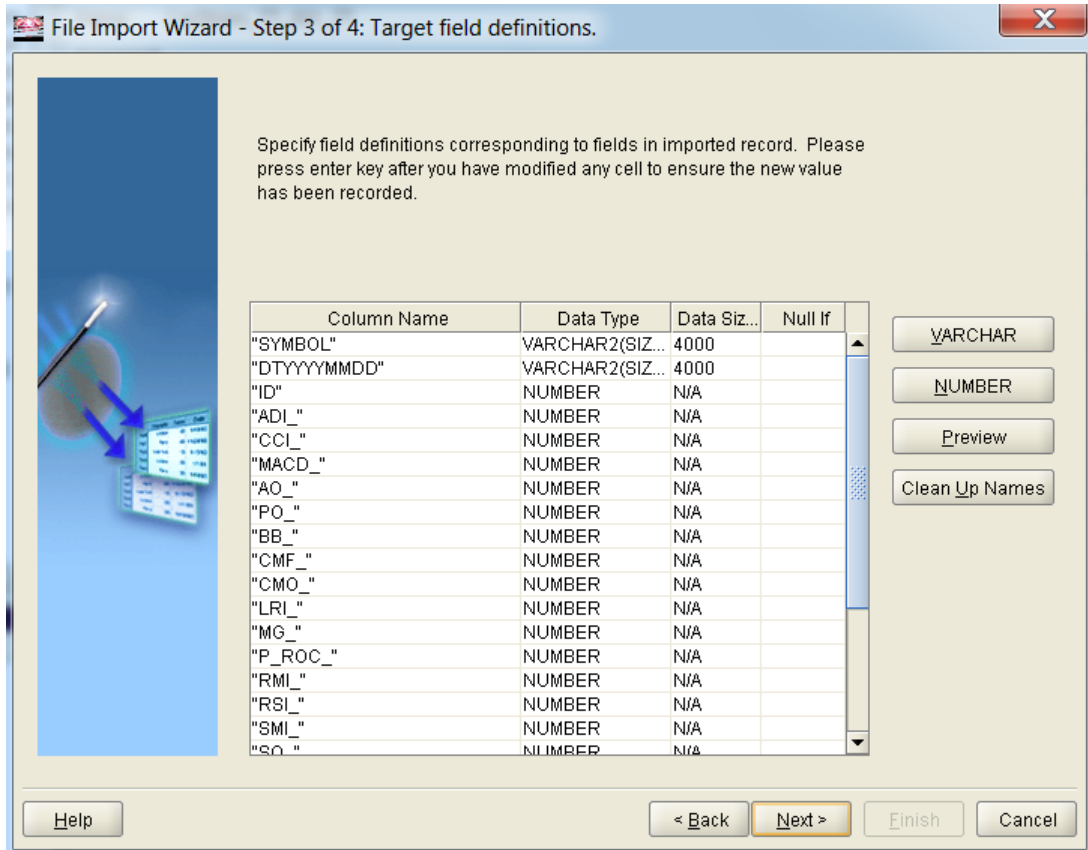 File Import Wizard - Step 3 of 4: Target field definitions.
Specify field definitions corresponding to fields in imported record. Please
press enter key after you have modified any cell to ensure the new value
has been recorded.
Column Name Data Type Data Siz... Null If
"SYMBOL" VARCHAR2(SIZ... 4000
"DTYYYYMMDD" VARCHAR2(SIZ... 4000
"ID" NUMBER N/A
"ADI_" NUMBER N/A
"CCI_" NUMBER N/A
"MACD_" NUMBER N/A
"AO_" NUMBER N/A
"PO_" NUMBER N/A
"BB_" NUMBER N/A
"CMF_" NUMBER N/A
"CMO_" NUMBER N/A
"LRI_" NUMBER N/A
"MG_" NUMBER N/A
"P_ROC_" NUMBER N/A
"RMI_" NUMBER N/A
"RSI_" NUMBER N/A
"SMI_" NUMBER N/A
"SO_" NUMBER N/A
VARCHAR
NUMBER
Preview
Clean Up Names
Help
< Back
Next >
Finish
Cancel